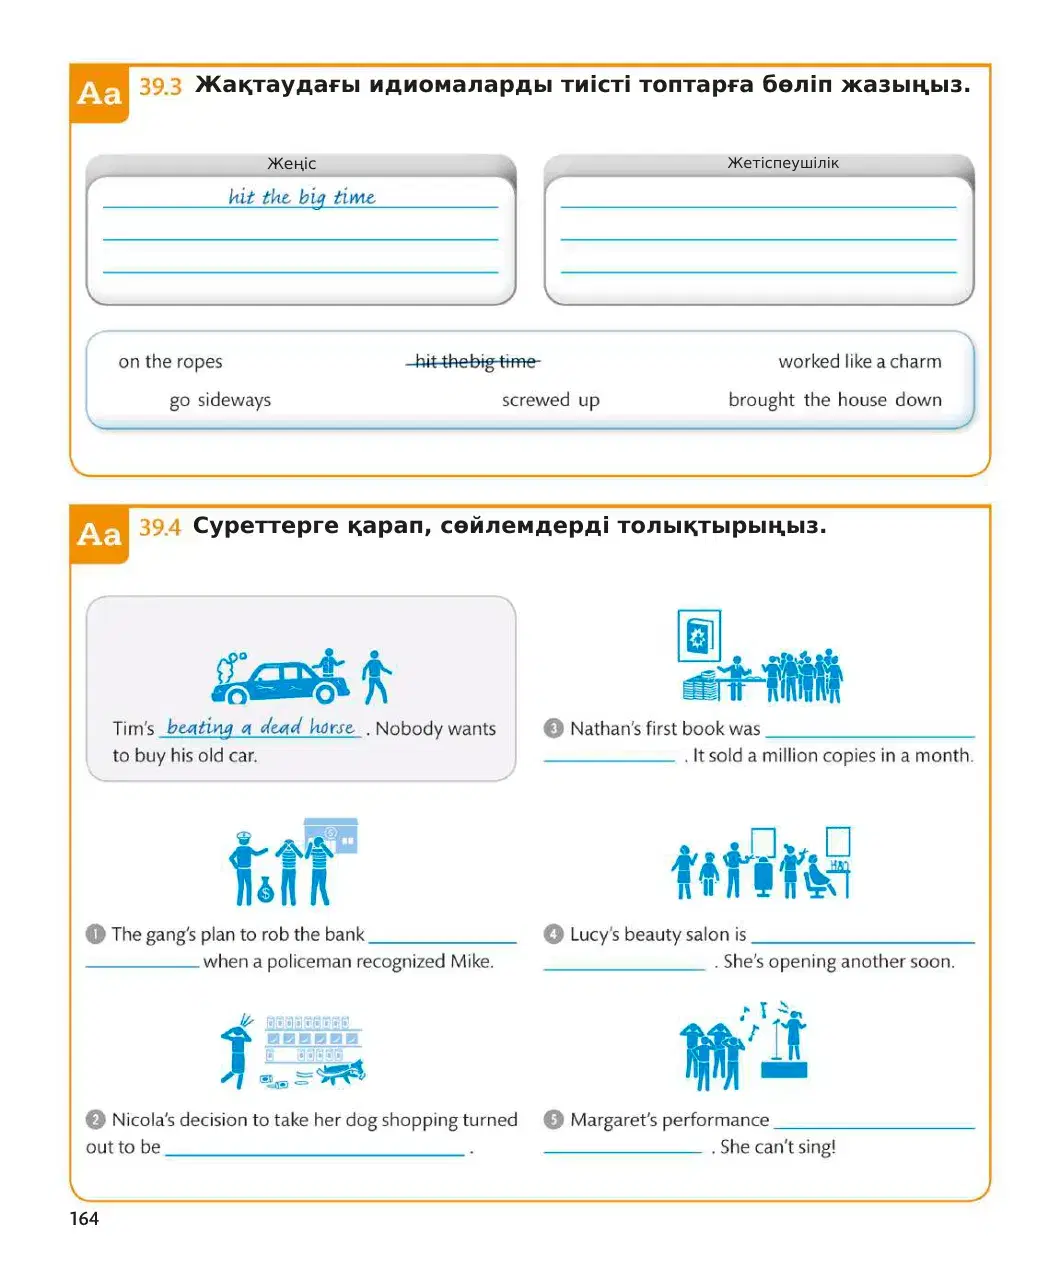 Aa 39.3 Жақтаудағы идиомаларды тиісті топтарға бөліп жазыңыз.
Жеңіс
hit the big time
Жетіспеушілік
on the ropes hit the big time worked like a charm
go sideways screwed up brought the house down
Aa 39.4 Суреттерге қарап, сөйлемдерді толықтырыңыз.
Tim's beating a dead horse . Nobody wants
to buy his old car.
1 The gang's plan to rob the bank
when a policeman recognized Mike.
2 Nicola's decision to take her dog shopping turned
out to be .
3 Nathan's first book was
. It sold a million copies in a month.
4 Lucy's beauty salon is
. She's opening another soon.
5 Margaret's performance
. She can't sing!
164